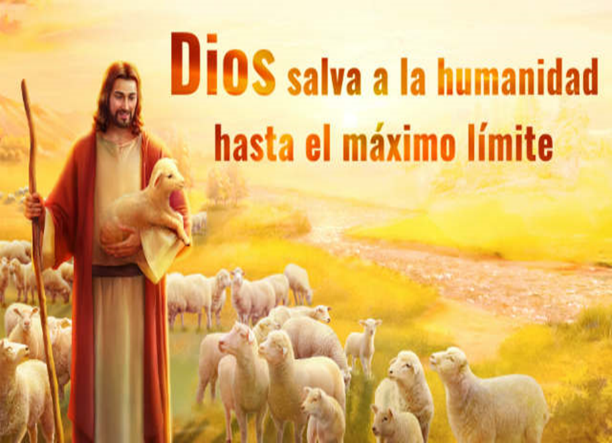 Dios salva a la humanidad
hasta el máximo límite